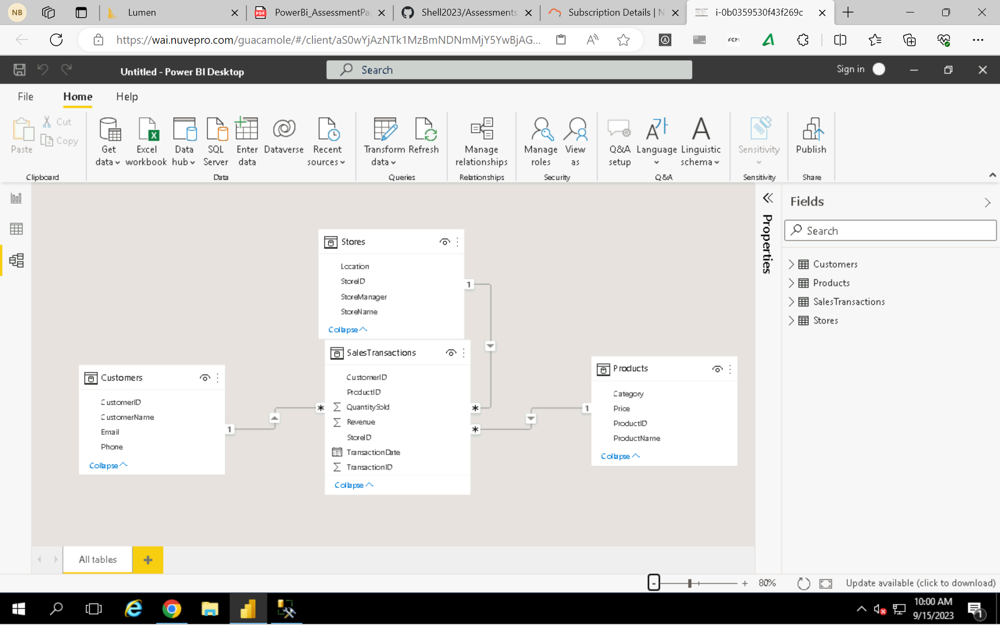 NB
Lumen
PowerBi_AssessmentPa
Shell2023/Assessments
Subscription Details | N
i-0b0359530f43f269c
https://wai.nuvepro.com/guacamole/#/client/aS0wYjAzNTk1MzBmNDNmMjY5YwBjAG...
FCM
Untitled - Power BI Desktop
Search
Sign in
File
Home
Help
Paste
Cut
Copy
Clipboard
Get data
Excel workbook
Data hub
SQL Server
Enter data
Dataverse
Recent sources
Data
Transform data
Refresh
Queries
Manage relationships
Relationships
Manage roles
View as
Security
Q&A setup
Language
Linguistic schema
Q&A
Sensitivity
Sensitivity
Publish
Share
Properties
Fields
Search
Customers
Products
SalesTransactions
Stores
Stores
Location
StoreID
StoreManager
StoreName
Collapse
1
SalesTransactions
CustomerID
ProductID
QuantitySold
Revenue
StoreID
TransactionDate
TransactionID
Collapse
*
*
*
Customers
CustomerID
CustomerName
Email
Phone
Collapse
1
Products
Category
Price
ProductID
ProductName
Collapse
1
All tables
+
- + 80%
Update available (click to download)
10:00 AM
9/15/2023
1